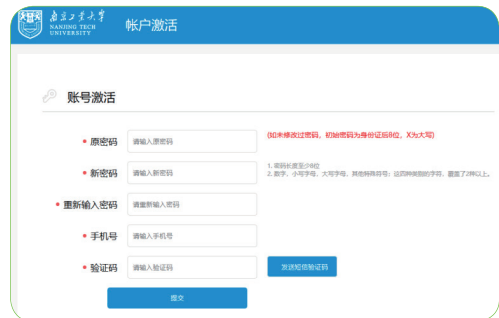 南京工业大学
NANJING TECH
UNIVERSITY
帐户激活
账号激活
* 原密码 请输入原密码 (如未修改过密码，初始密码为身份证后8位，X为大写)
* 新密码 请输入新密码
1. 密码长度至少8位
2. 数字、小写字母、大写字母、其他特殊符号；这四种类别的字符，覆盖了2种以上。
* 重新输入密码 请重新输入密码
* 手机号 请输入手机号
* 验证码 请输入验证码 发送短信验证码
提交